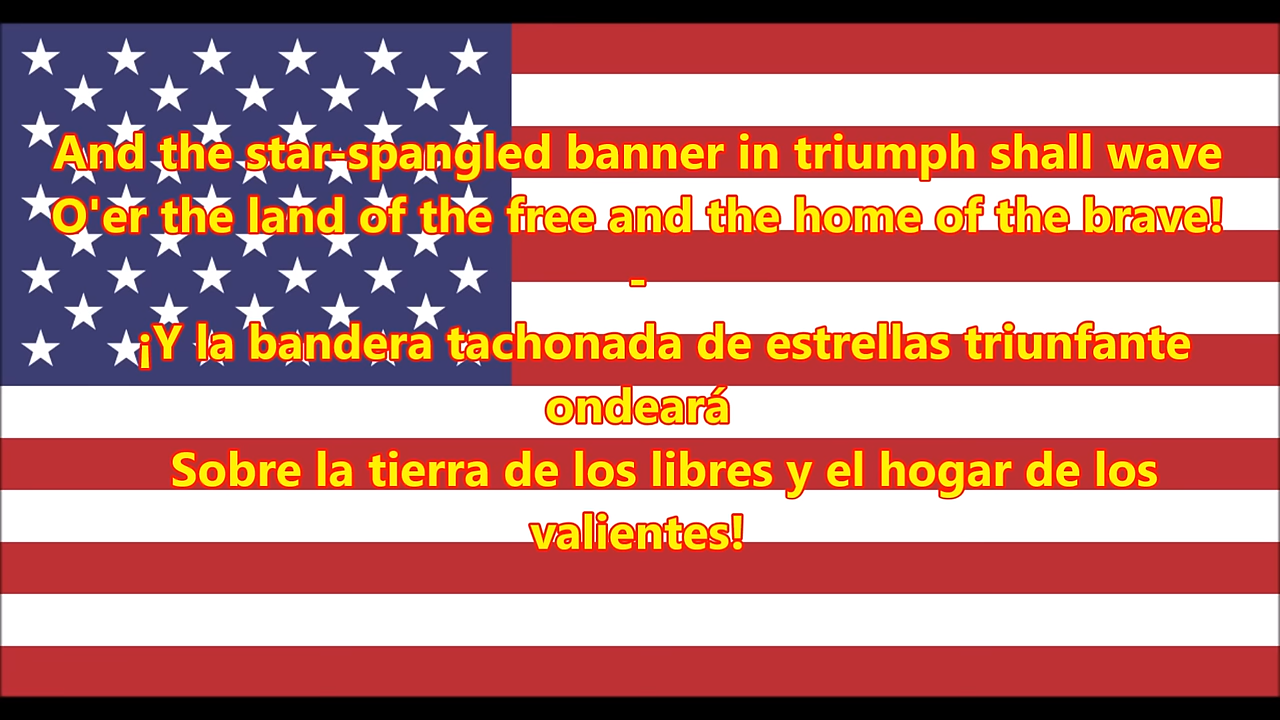 And the star-spangled banner in triumph shall wave
O'er the land of the free and the home of the brave!
-
¡Y la bandera tachonada de estrellas triunfante
ondeará
Sobre la tierra de los libres y el hogar de los
valientes!